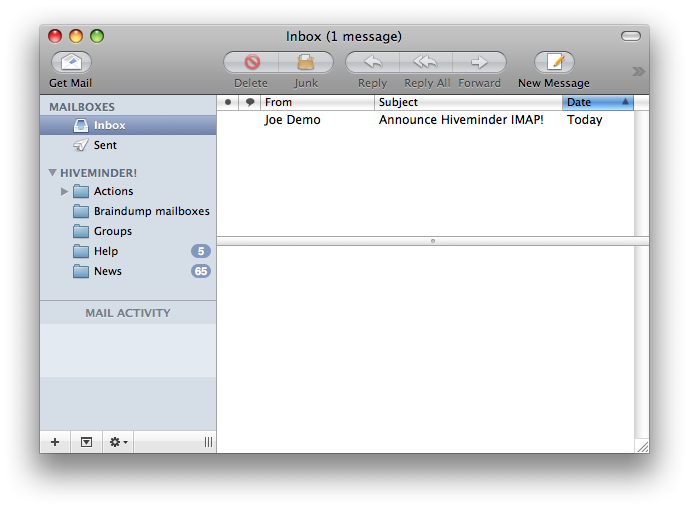 Inbox (1 message)
Get Mail
Delete Junk Reply Reply All Forward New Message
MAILBOXES
Inbox
Sent
HIVEMINDER!
Actions
Braindump mailboxes
Groups
Help 5
News 65
MAIL ACTIVITY
From Subject Date
Joe Demo Announce Hiveminder IMAP! Today